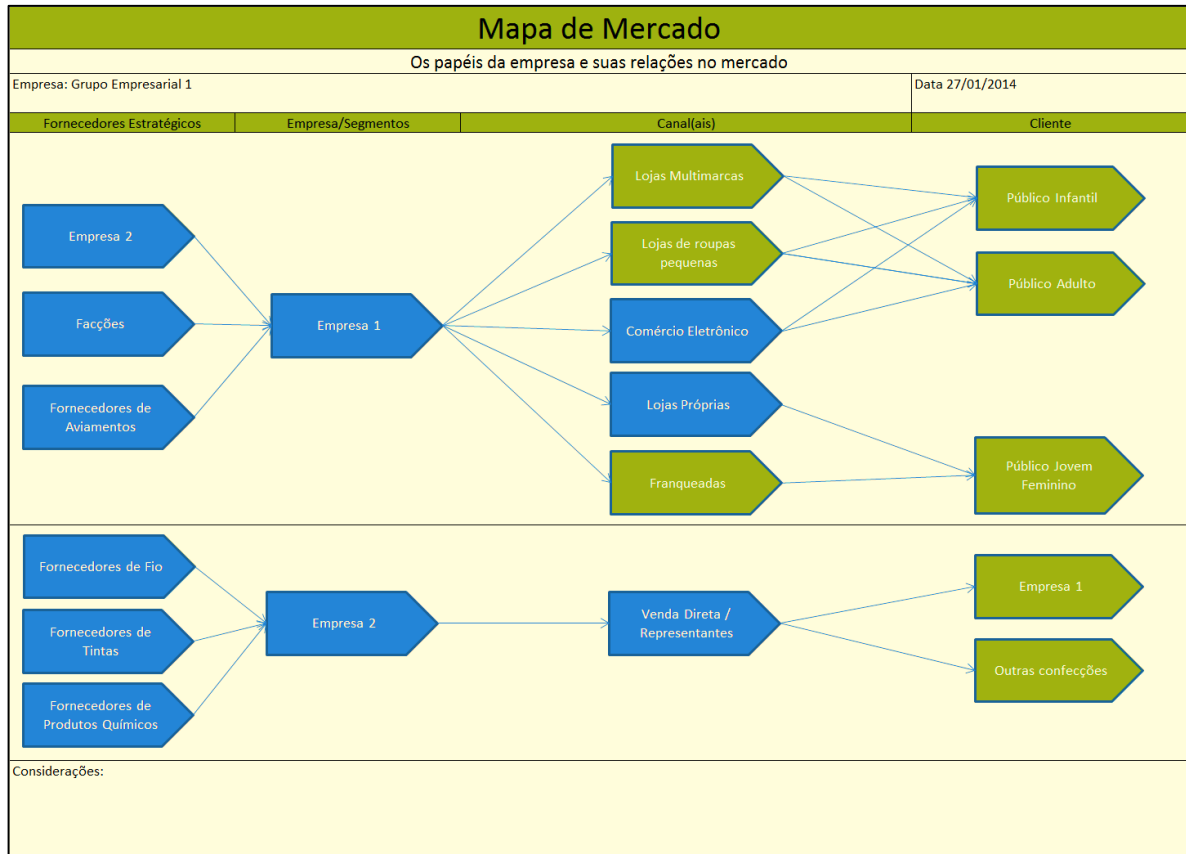 Mapa de Mercado
Os papéis da empresa e suas relações no mercado
Empresa: Grupo Empresarial 1
Data 27/01/2014
Fornecedores Estratégicos
Empresa/Segmentos
Canal(ais)
Cliente
Empresa 2
Facções
Fornecedores de
Aviamentos
Empresa 1
Lojas Multimarcas
Lojas de roupas
pequenas
Comércio Eletrônico
Lojas Próprias
Franqueadas
Público Infantil
Público Adulto
Público Jovem
Feminino
Fornecedores de Fio
Fornecedores de
Tintas
Fornecedores de
Produtos Químicos
Empresa 2
Venda Direta /
Representantes
Empresa 1
Outras confecções
Considerações: